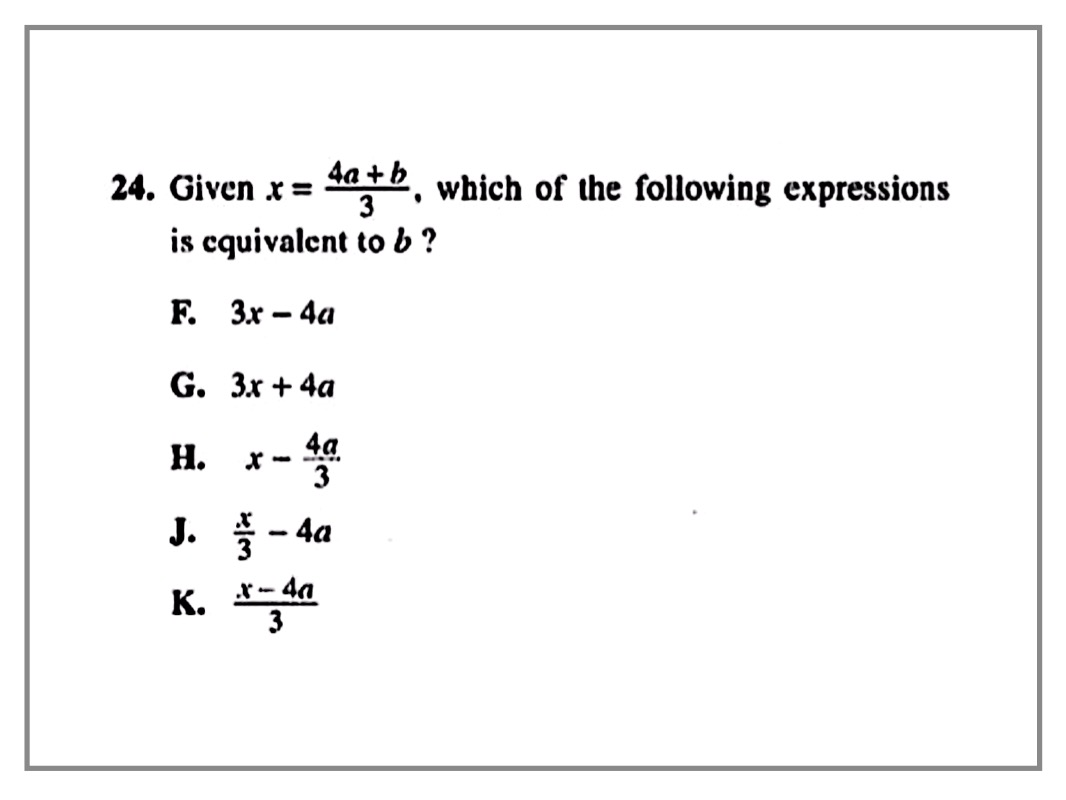 24. Given x = \frac{4a + b}{3}, which of the following expressions
is equivalent to b ?
F. 3x – 4a
G. 3x + 4a
H. x – \frac{4a}{3}
J. \frac{x}{3} – 4a
K. \frac{x – 4a}{3}